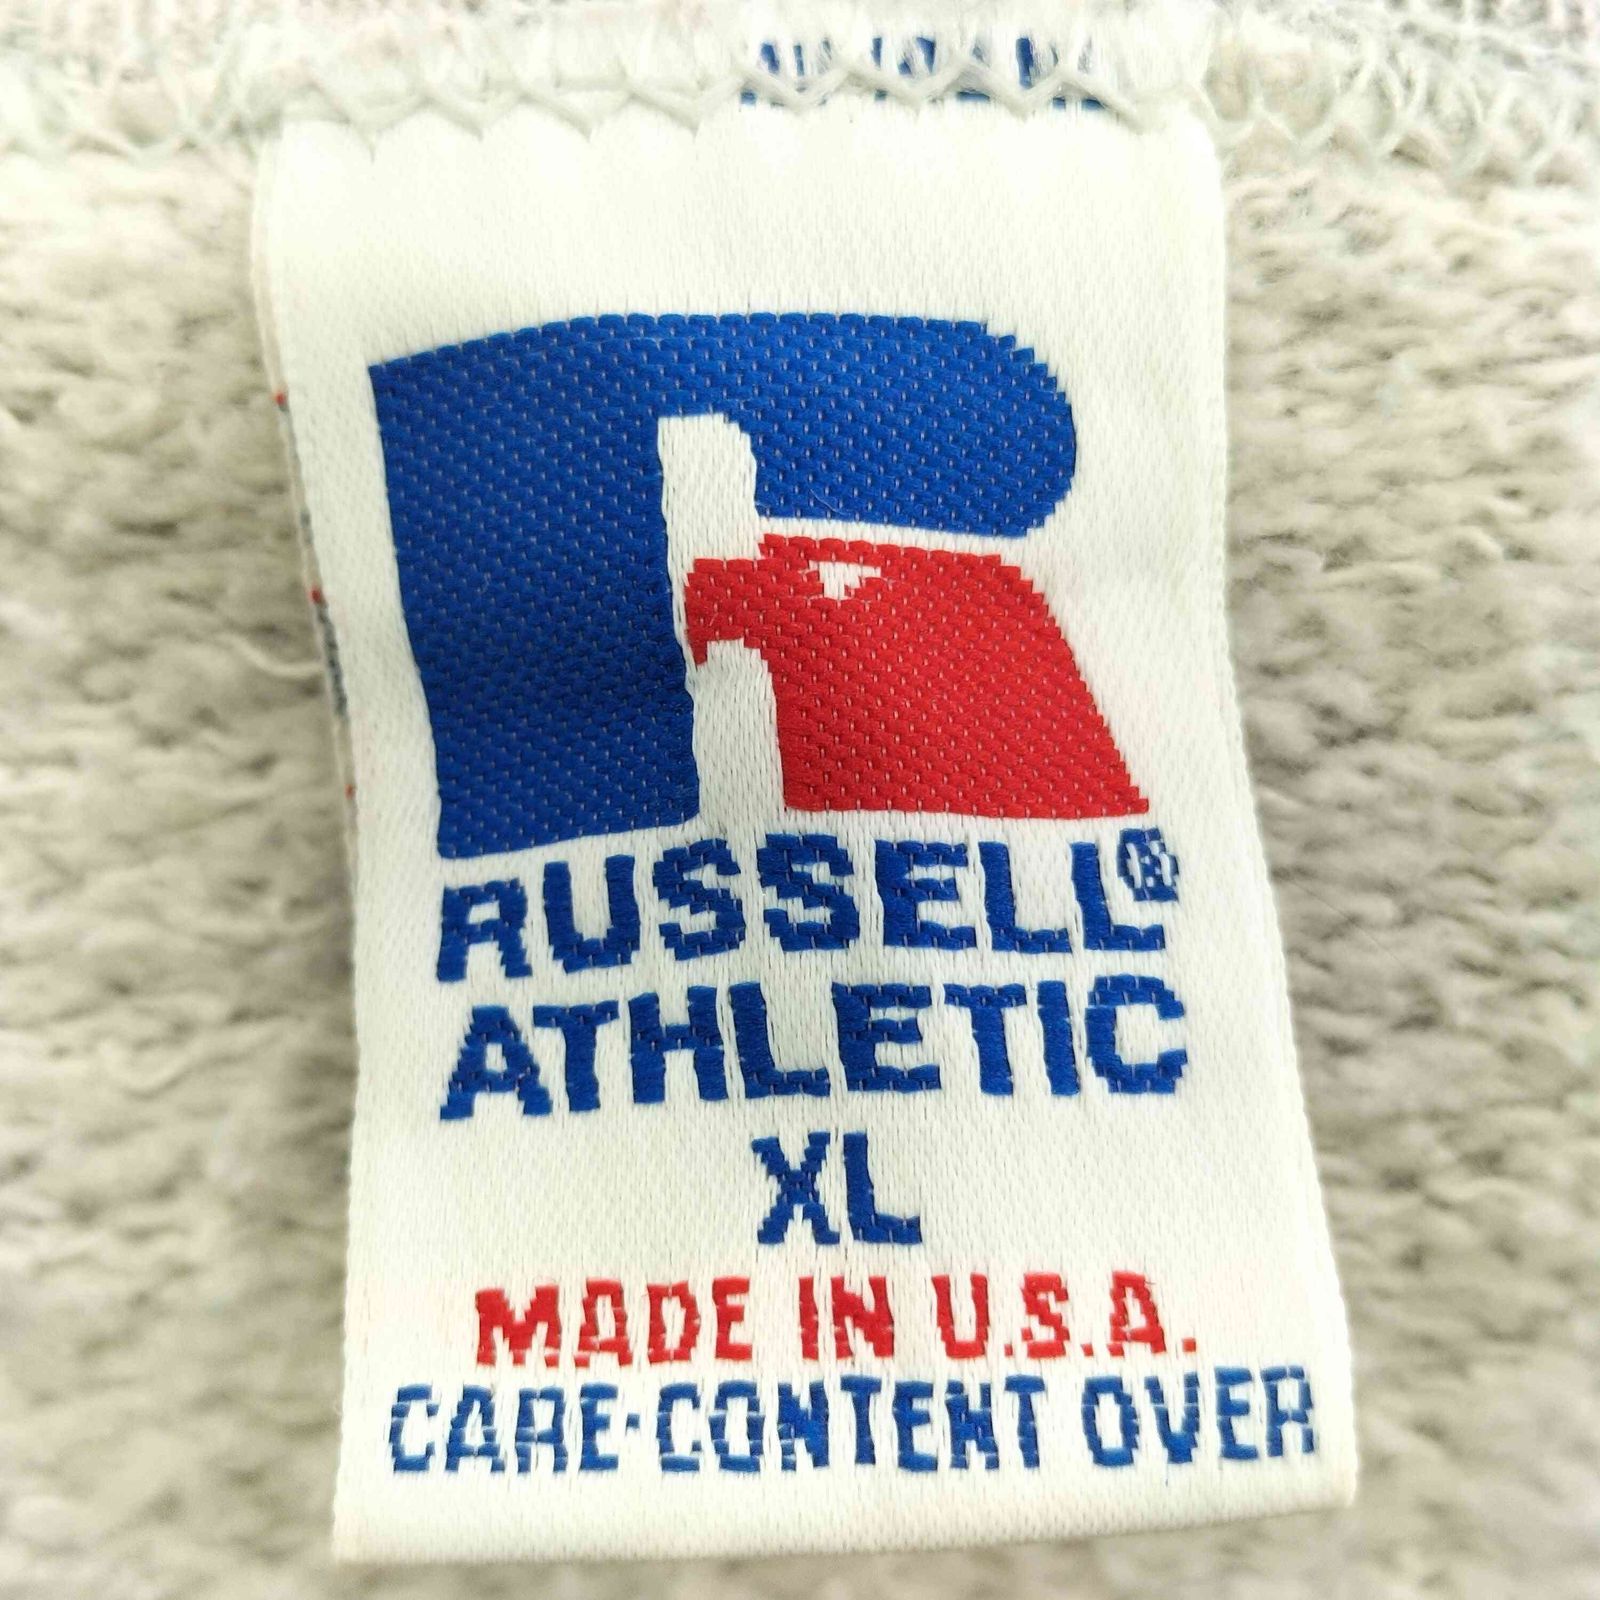 RUSSELL®
ATHLETIC
XL
MADE IN U.S.A.
CARE·CONTENT OVER